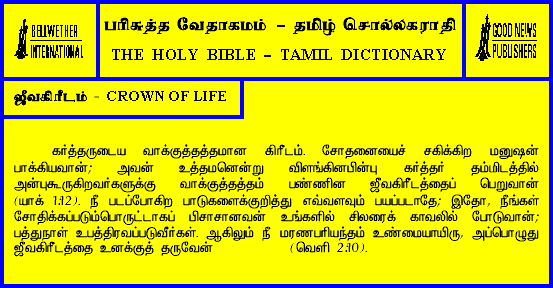 BELLWETHER
INTERNATIONAL
பரிசுத்த வேதாகமம் – தமிழ் சொல்லகராதி
THE HOLY BIBLE – TAMIL DICTIONARY
GOOD NEWS
PUBLISHERS
ஜீவகிரீடம் - CROWN OF LIFE
கர்த்தருடைய வாக்குத்தத்தமான கிரீடம். சோதனையைச் சகிக்கிற மனுஷன்
பாக்கியவான்; அவன் உத்தமனென்று விளங்கினபின்பு கர்த்தர் தம்மிடத்தில்
அன்புகூருகிறவர்களுக்கு வாக்குத்தத்தம் பண்ணின ஜீவகிரீடத்தைப் பெறுவான்
(யாக் 1:12). நீ படப்போகிற பாடுகளைக்குறித்து எவ்வளவும் பயப்படாதே; இதோ, நீங்கள்
சோதிக்கப்படும்பொருட்டாகப் பிசாசானவன் உங்களில் சிலரைக் காவலில் போடுவான்;
பத்துநாள் உபத்திரவப்படுவீர்கள். ஆகிலும் நீ மரணபரியந்தம் உண்மையாயிரு, அப்பொழுது
ஜீவகிரீடத்தை உனக்குத் தருவேன் (வெளி 2:10).